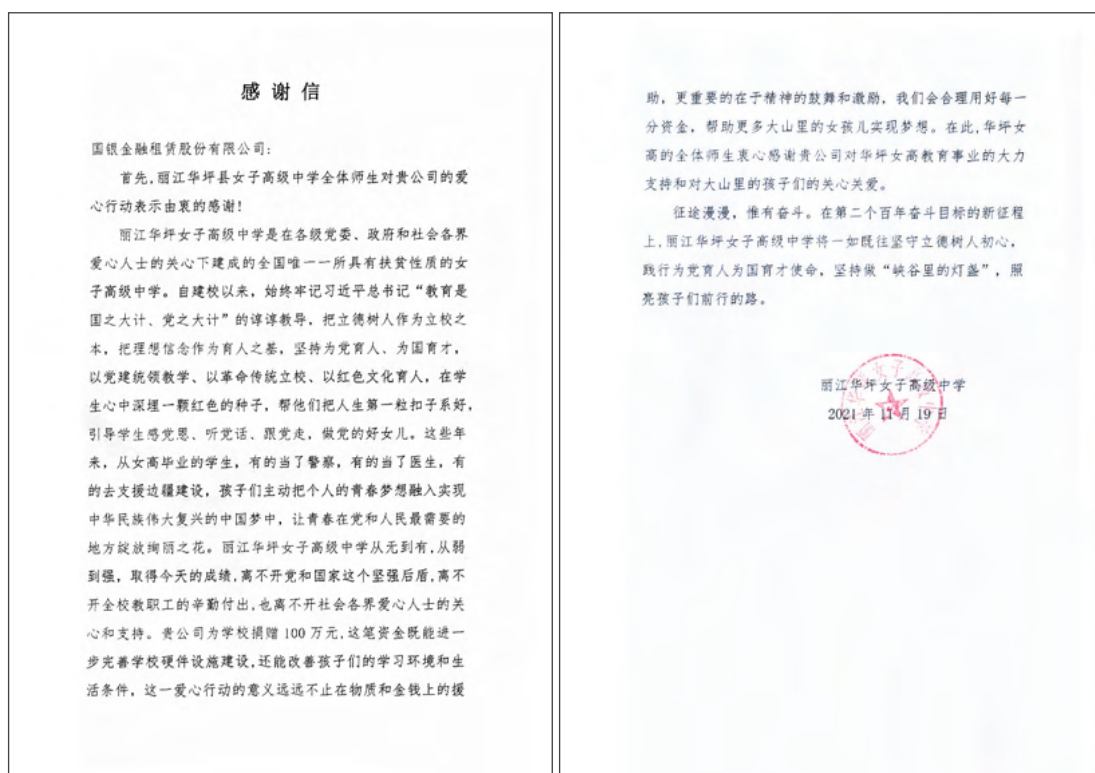 感谢信
国银金融租赁股份有限公司:
首先,丽江华坪县女子高级中学全体师生对贵公司的爱
心行动表示由衷的感谢!
丽江华坪女子高级中学是在各级党委、政府和社会各界
爱心人士的关心下建成的全国唯一一所具有扶贫性质的女
子高级中学。自建校以来,始终牢记习近平总书记“教育是
国之大计、党之大计”的谆谆教导,把立德树人作为立校之
本,把理想信念作为育人之基,坚持为党育人、为国育才,
以党建统领教学、以革命传统立校、以红色文化育人,在学
生心中深埋一颗红色的种子,帮他们把人生第一粒扣子系好,
引导学生感党恩、听党话、跟党走,做党的好女儿。这些年
来,从女高毕业的学生,有的当了警察,有的当了医生,有
的去支援边疆建设,孩子们主动把个人的青春梦想融入实现
中华民族伟大复兴的中国梦中,让青春在党和人民最需要的
地方绽放绚丽之花。丽江华坪女子高级中学从无到有,从弱
到强,取得今天的成绩,离不开党和国家这个坚强后盾,离不
开全校教职工的辛勤付出,也离不开社会各界爱心人士的关
心和支持。贵公司为学校捐赠100万元,这笔资金既能进一
步完善学校硬件设施建设,还能改善孩子们的学习环境和生
活条件,这一爱心行动的意义远远不止在物质和金钱上的援
助,更重要的在于精神的鼓舞和激励,我们会合理用好每一
分资金,帮助更多大山里的女孩儿实现梦想。在此,华坪女
高的全体师生衷心感谢贵公司对华坪女高教育事业的大力
支持和对大山里的孩子们的关心关爱。
征途漫漫,惟有奋斗。在第二个百年奋斗目标的新征程
上,丽江华坪女子高级中学将一如既往坚守立德树人初心,
践行为党育人为国育才使命,坚持做“峡谷里的灯盏”,照
亮孩子们前行的路。
丽江华坪女子高级中学
2021年11月19日